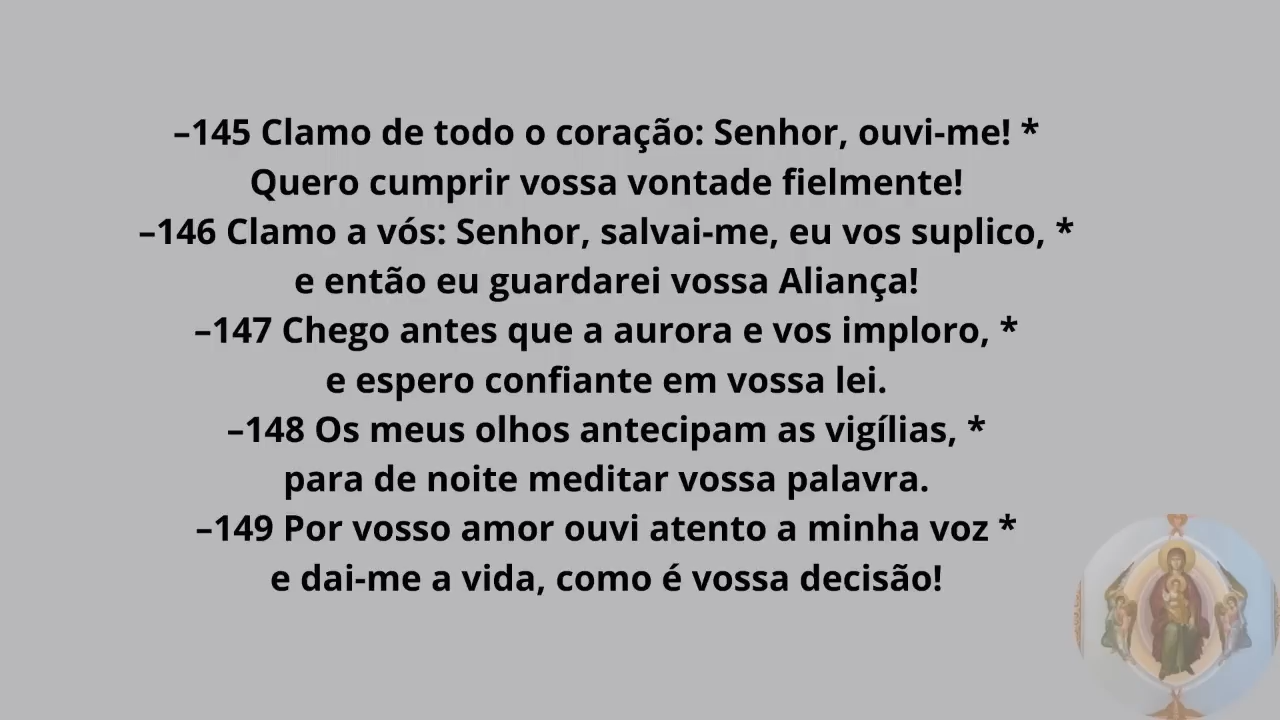 –145 Clamo de todo o coração: Senhor, ouvi-me! *
Quero cumprir vossa vontade fielmente!
–146 Clamo a vós: Senhor, salvai-me, eu vos suplico, *
e então eu guardarei vossa Aliança!
–147 Chego antes que a aurora e vos imploro, *
e espero confiante em vossa lei.
–148 Os meus olhos antecipam as vigílias, *
para de noite meditar vossa palavra.
–149 Por vosso amor ouvi atento a minha voz *
e dai-me a vida, como é vossa decisão!